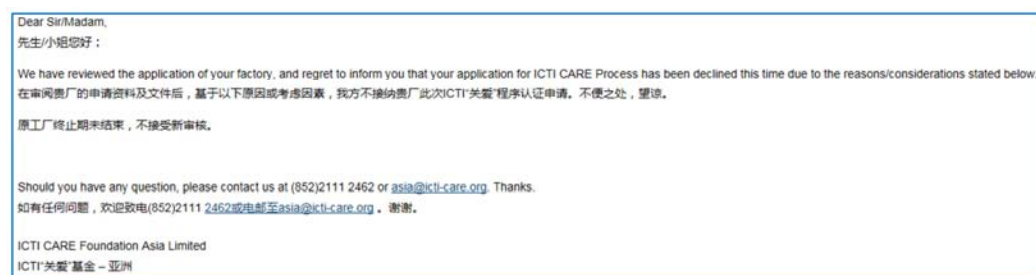 Dear Sir/Madam,
先生/小姐您好：
We have reviewed the application of your factory, and regret to inform you that your application for ICTI CARE Process has been declined this time due to the reasons/considerations stated below.
在审阅贵厂的申请资料及文件后，基于以下原因或考虑因素，我方不接纳贵厂此次ICTI“关爱”程序认证申请。不便之处，望谅。
原工厂终止期未结束，不接受新审核。
Should you have any question, please contact us at (852)2111 2462 or asia@icti-care.org. Thanks.
如有任何问题，欢迎致电(852)2111 2462或电邮至asia@icti-care.org 。谢谢。
ICTI CARE Foundation Asia Limited
ICTI“关爱”基金 – 亚洲